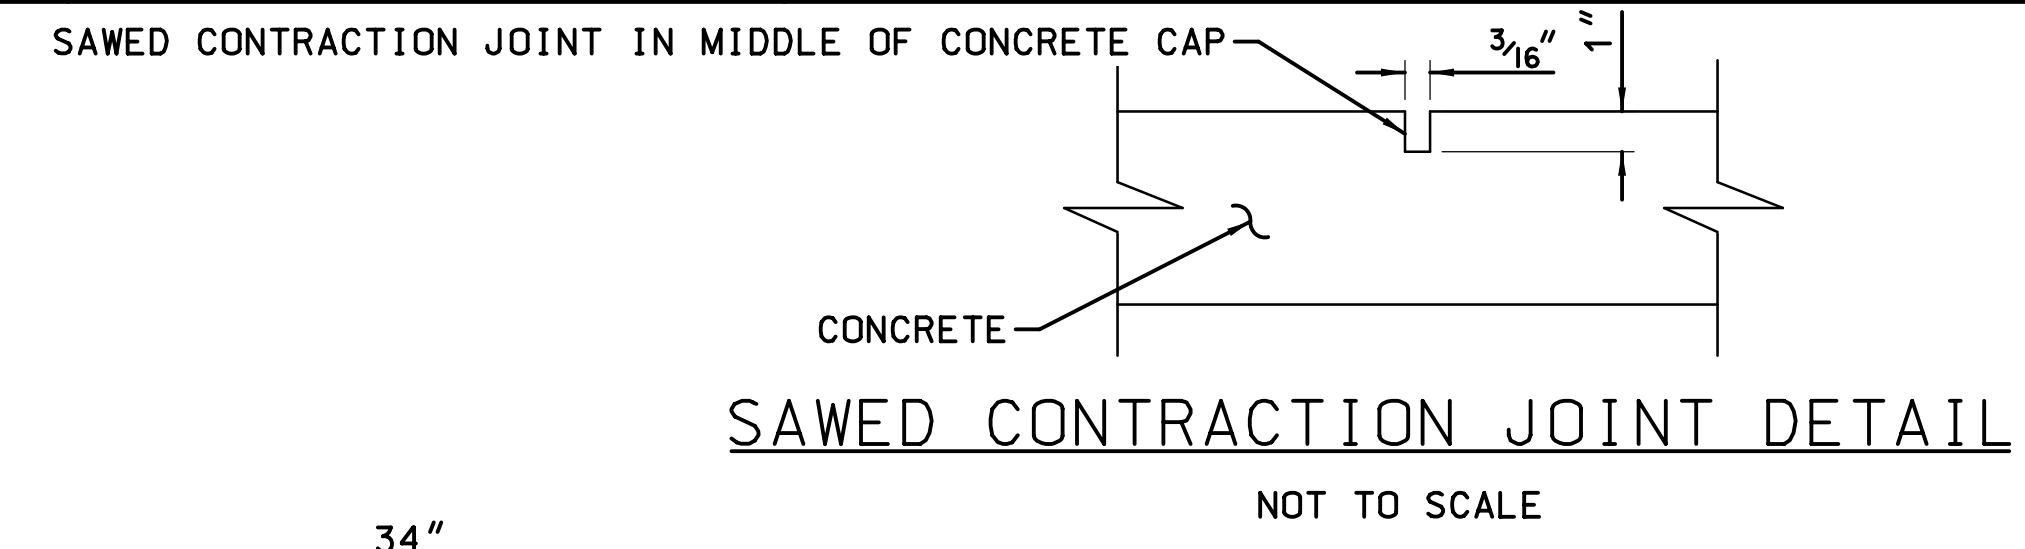 SAWED CONTRACTION JOINT IN MIDDLE OF CONCRETE CAP
3/16"
1"
CONCRETE
SAWED CONTRACTION JOINT DETAIL
NOT TO SCALE
34"